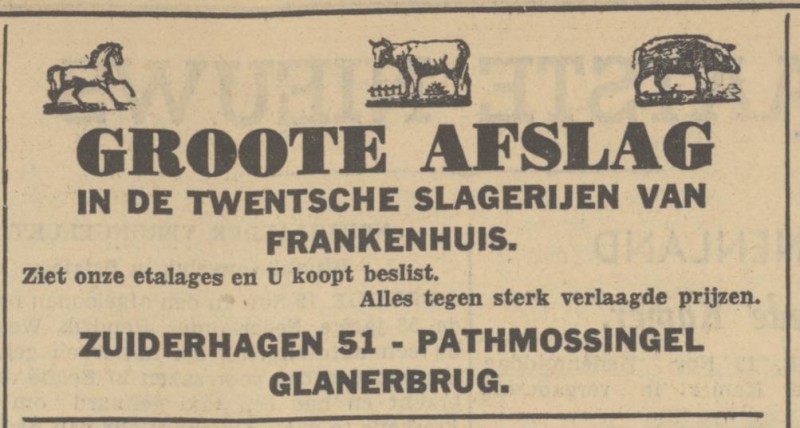 GROOTE AFSLAG
IN DE TWENTSCHE SLAGERIJEN VAN
FRANKENHUIS.
Ziet onze etalages en U koopt beslist.
Alles tegen sterk verlaagde prijzen.
ZUIDERHAGEN 51 - PATHMOSSINGEL
GLANERBRUG.